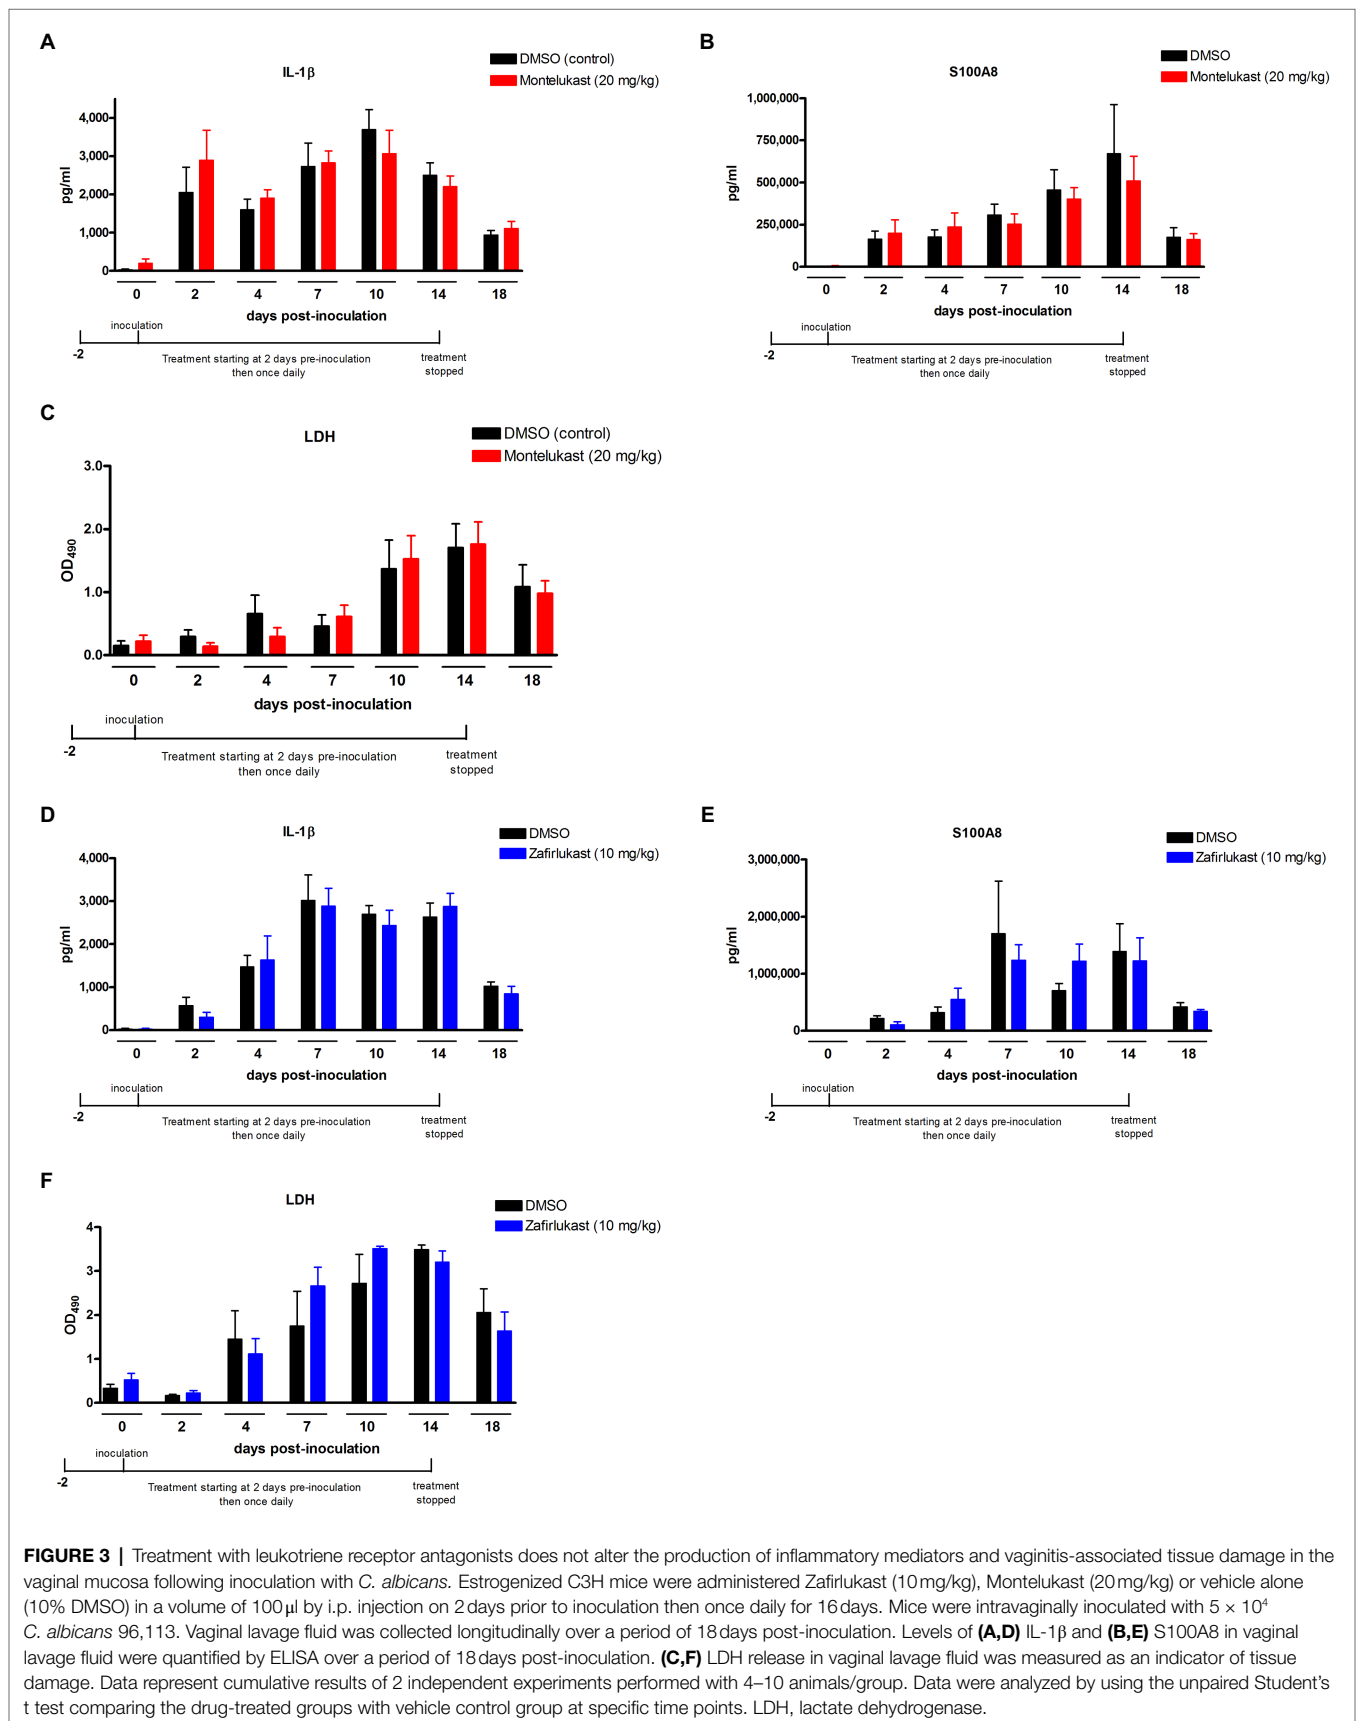 A
IL-1β
DMSO (control)
Montelukast (20 mg/kg)
pg/ml
4,000
3,000
2,000
1,000
0
0 2 4 7 10 14 18
days post-inoculation
inoculation
-2
Treatment starting at 2 days pre-inoculation
then once daily
treatment
stopped
B
S100A8
DMSO
Montelukast (20 mg/kg)
pg/ml
1,000,000
750,000
500,000
250,000
0
0 2 4 7 10 14 18
days post-inoculation
inoculation
-2
Treatment starting at 2 days pre-inoculation
then once daily
treatment
stopped
C
LDH
DMSO (control)
Montelukast (20 mg/kg)
OD490
3.0
2.0
1.0
0.0
0 2 4 7 10 14 18
days post-inoculation
inoculation
-2
Treatment starting at 2 days pre-inoculation
then once daily
treatment
stopped
D
IL-1β
DMSO
Zafirlukast (10 mg/kg)
pg/ml
4,000
3,000
2,000
1,000
0
0 2 4 7 10 14 18
days post-inoculation
inoculation
-2
Treatment starting at 2 days pre-inoculation
then once daily
treatment
stopped
E
S100A8
DMSO
Zafirlukast (10 mg/kg)
pg/ml
3,000,000
2,000,000
1,000,000
0
0 2 4 7 10 14 18
days post-inoculation
inoculation
-2
Treatment starting at 2 days pre-inoculation
then once daily
treatment
stopped
F
LDH
DMSO
Zafirlukast (10 mg/kg)
OD490
4
3
2
1
0
0 2 4 7 10 14 18
days post-inoculation
inoculation
-2
Treatment starting at 2 days pre-inoculation
then once daily
treatment
stopped
FIGURE 3 | Treatment with leukotriene receptor antagonists does not alter the production of inflammatory mediators and vaginitis-associated tissue damage in the
vaginal mucosa following inoculation with C. albicans. Estrogenized C3H mice were administered Zafirlukast (10 mg/kg), Montelukast (20 mg/kg) or vehicle alone
(10% DMSO) in a volume of 100 μl by i.p. injection on 2 days prior to inoculation then once daily for 16 days. Mice were intravaginally inoculated with 5 × 10⁴
C. albicans 96,113. Vaginal lavage fluid was collected longitudinally over a period of 18 days post-inoculation. Levels of (A,D) IL-1β and (B,E) S100A8 in vaginal
lavage fluid were quantified by ELISA over a period of 18 days post-inoculation. (C,F) LDH release in vaginal lavage fluid was measured as an indicator of tissue
damage. Data represent cumulative results of 2 independent experiments performed with 4–10 animals/group. Data were analyzed by using the unpaired Student's
t test comparing the drug-treated groups with vehicle control group at specific time points. LDH, lactate dehydrogenase.